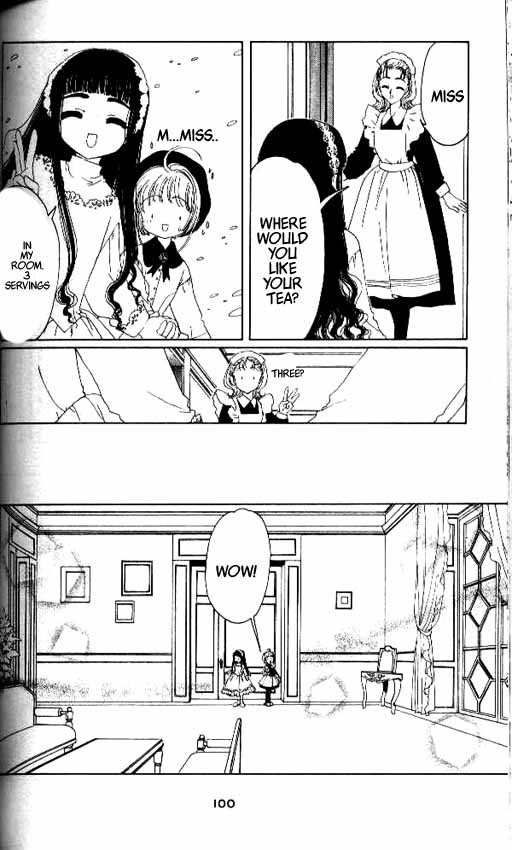 MISS
WHERE
WOULD
YOU
LIKE
YOUR
TEA?
M...MISS..
IN
MY
ROOM.
3
SERVINGS
THREE?
WOW!
100